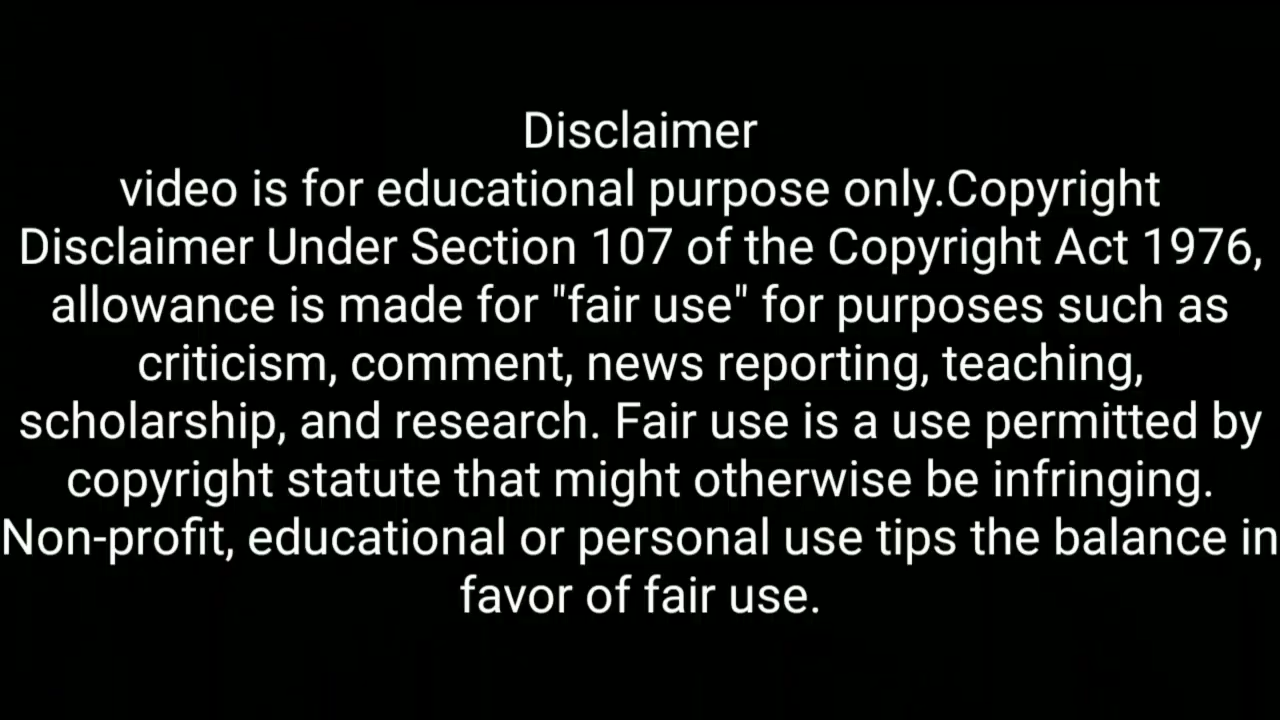 Disclaimer
video is for educational purpose only.Copyright
Disclaimer Under Section 107 of the Copyright Act 1976,
allowance is made for "fair use" for purposes such as
criticism, comment, news reporting, teaching,
scholarship, and research. Fair use is a use permitted by
copyright statute that might otherwise be infringing.
Non-profit, educational or personal use tips the balance in
favor of fair use.